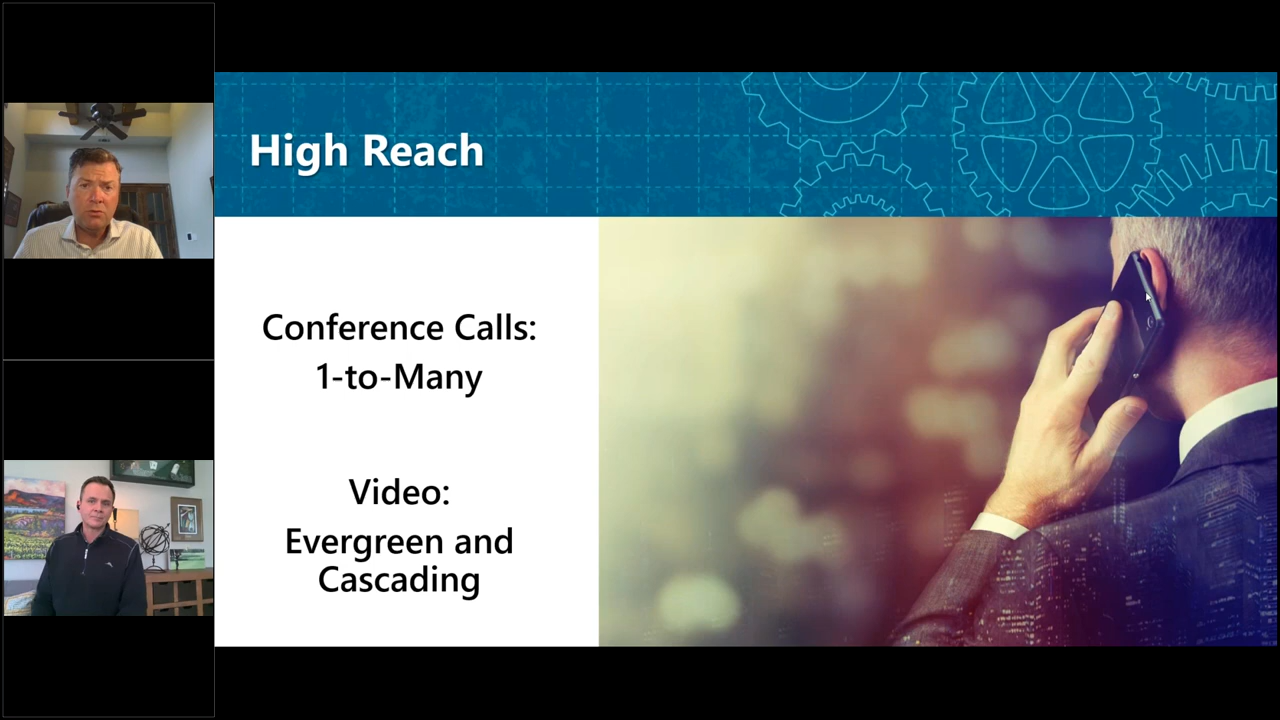 High Reach
Conference Calls:
1-to-Many
Video:
Evergreen and
Cascading